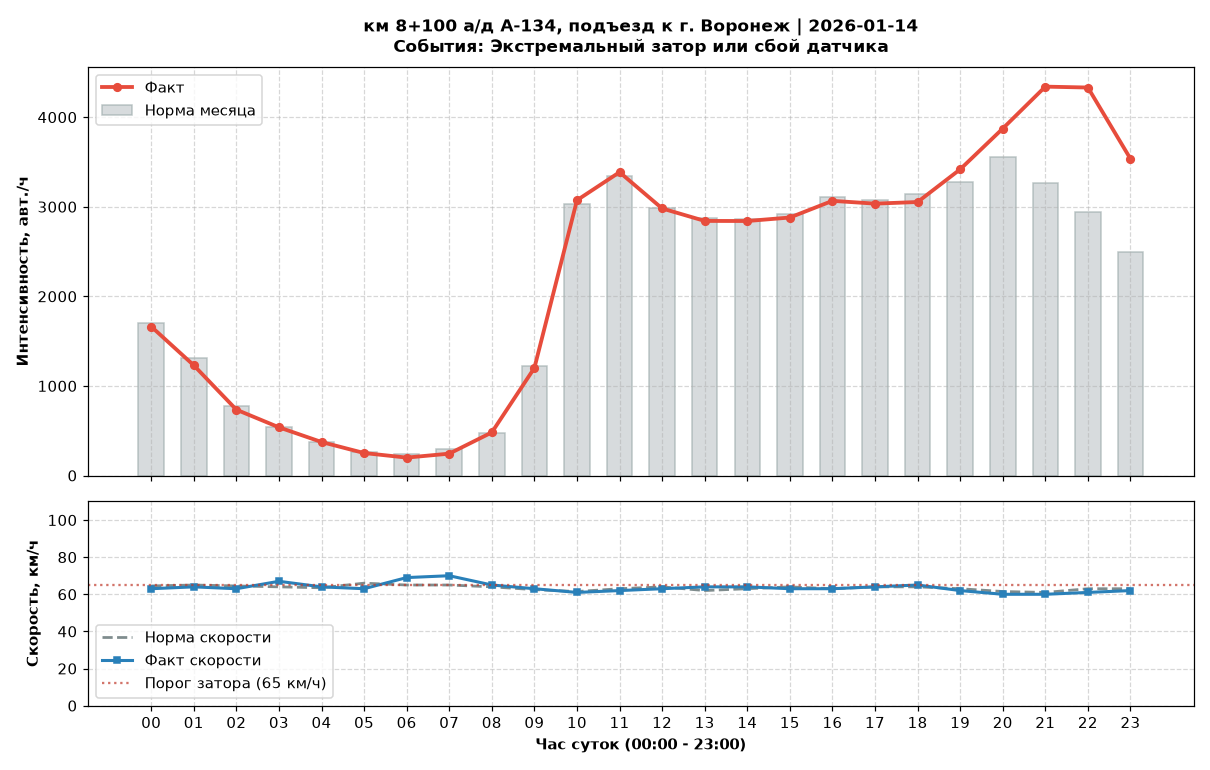 км 8+100 а/д А-134, подъезд к г. Воронеж | 2026-01-14
События: Экстремальный затор или сбой датчика
Интенсивность, авт./ч
Факт
Норма месяца
4000
3000
2000
1000
0
Скорость, км/ч
100
80
60
40
20
0
Норма скорости
Факт скорости
Порог затора (65 км/ч)
00 01 02 03 04 05 06 07 08 09 10 11 12 13 14 15 16 17 18 19 20 21 22 23
Час суток (00:00 - 23:00)